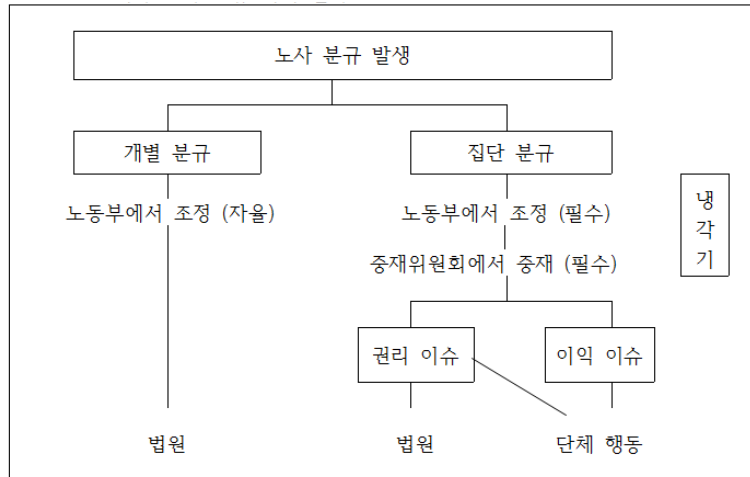 노사 분규 발생
개별 분규
집단 분규
노동부에서 조정 (자율)
노동부에서 조정 (필수)
중재위원회에서 중재 (필수)
냉
각
기
권리 이슈
이익 이슈
법원
법원
단체 행동